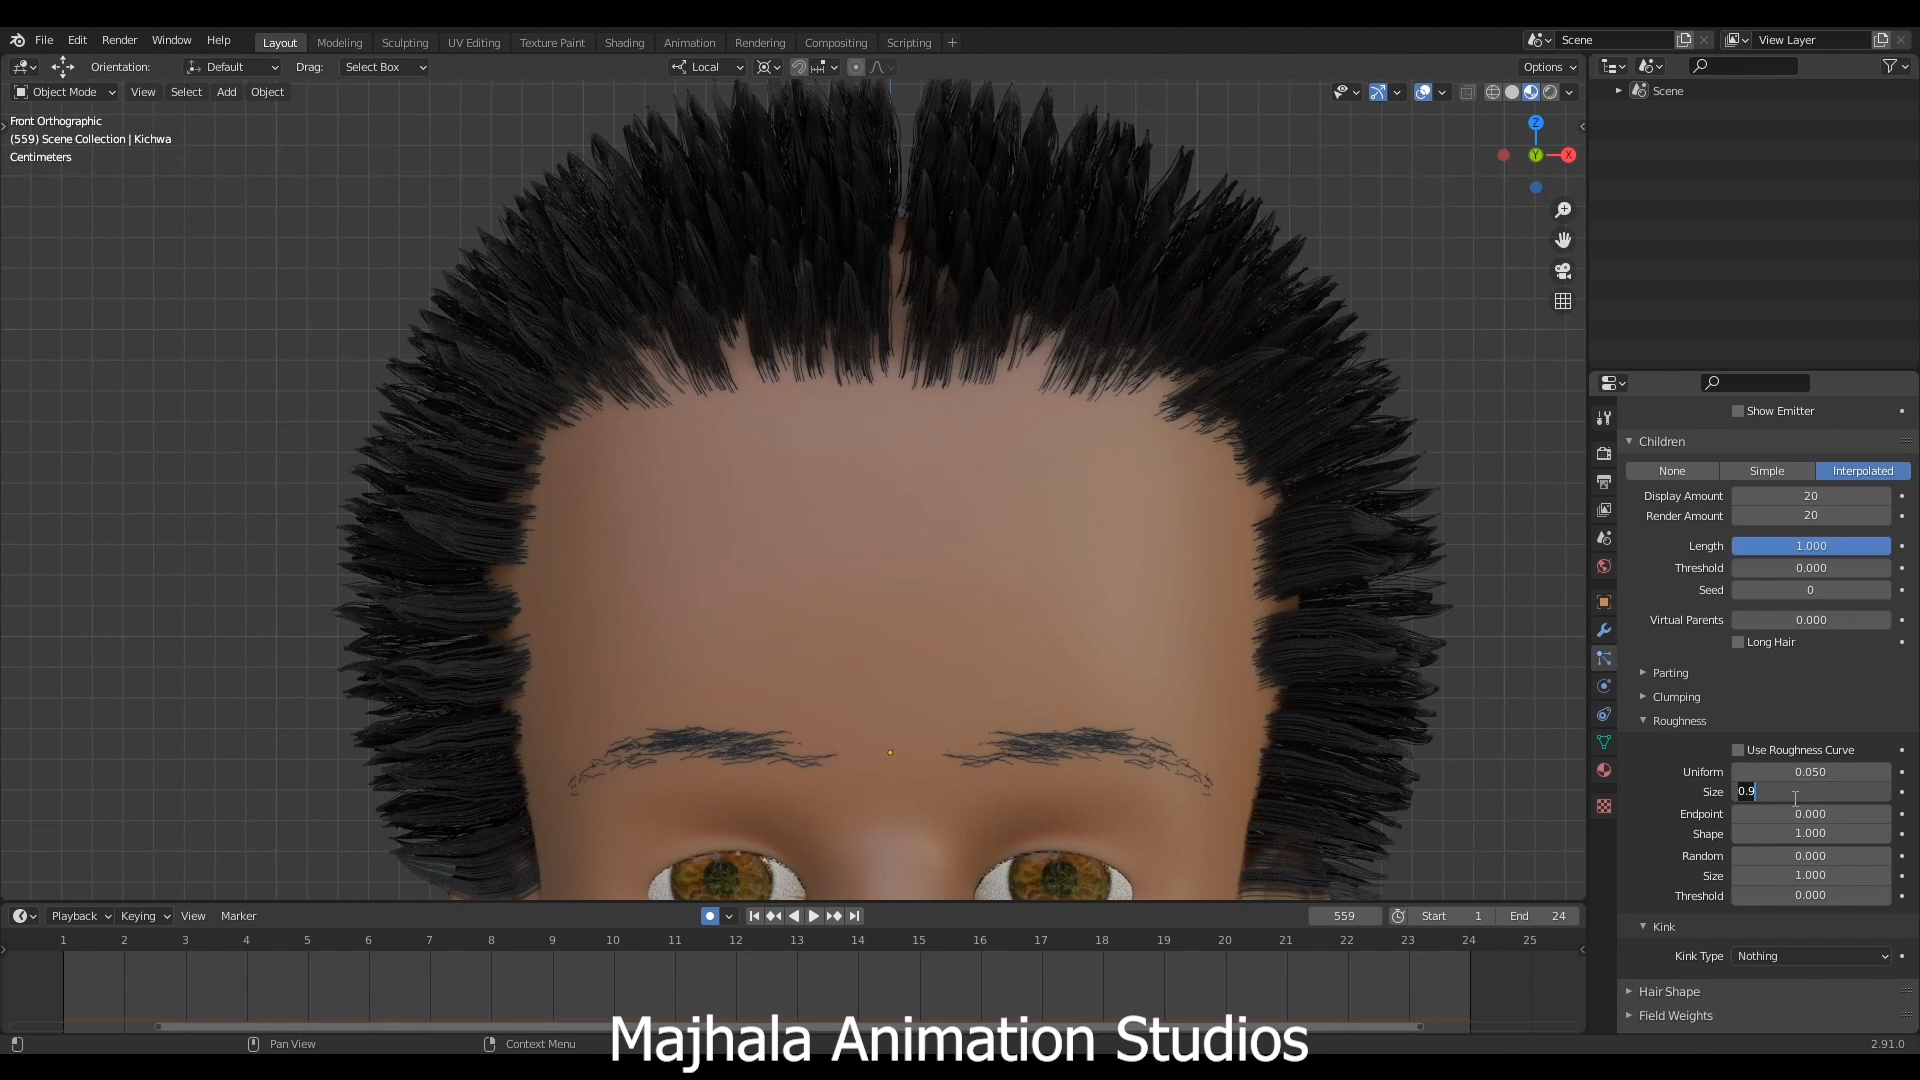 File Edit Render Window Help Layout Modeling Sculpting UV Editing Texture Paint Shading Animation Rendering Compositing Scripting + Scene View Layer
Orientation: Default Drag: Select Box Local Options
Object Mode View Select Add Object
Front Orthographic
(559) Scene Collection | Kichwa
Centimeters
Z
Y
X
Scene
Show Emitter
Children
None Simple Interpolated
Display Amount 20
Render Amount 20
Length 1.000
Threshold 0.000
Seed 0
Virtual Parents 0.000
Long Hair
Parting
Clumping
Roughness
Use Roughness Curve
Uniform 0.050
Size 0.9
Endpoint 0.000
Shape 1.000
Random 0.000
Size 1.000
Threshold 0.000
Kink
Kink Type Nothing
Hair Shape
Field Weights
Playback Keying View Marker 559 Start 1 End 24
1 2 3 4 5 6 7 8 9 10 11 12 13 14 15 16 17 18 19 20 21 22 23 24 25
Pan View Context Menu 2.91.0
Majhala Animation Studios